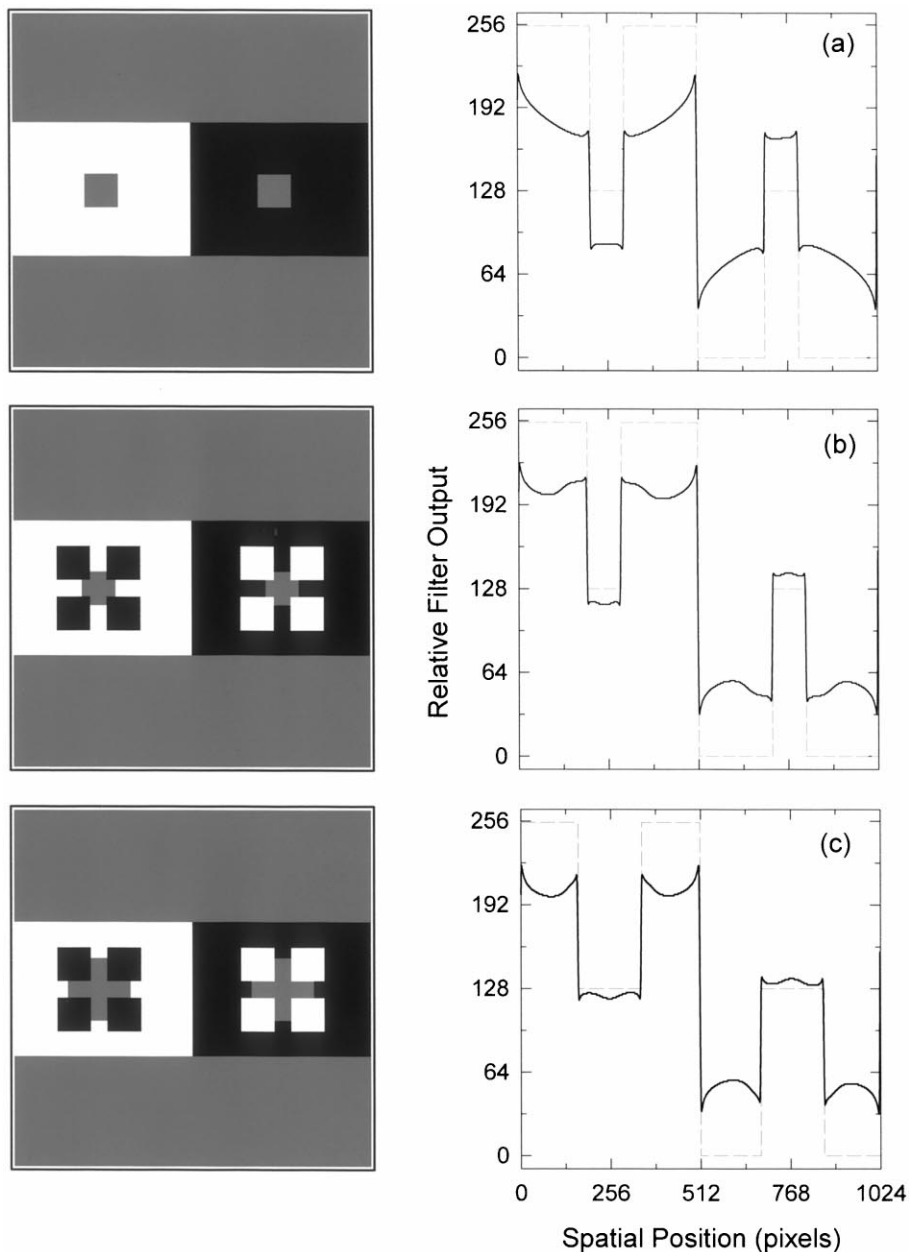 (a)
256
192
128
64
0
(b)
256
192
128
64
0
Relative Filter Output
(c)
256
192
128
64
0
0 256 512 768 1024
Spatial Position (pixels)